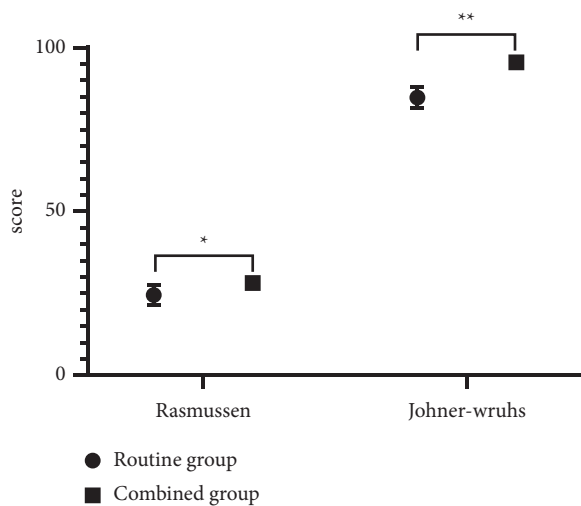 **
100
50
0
score
*
Rasmussen
Johner-wruhs
Routine group
Combined group